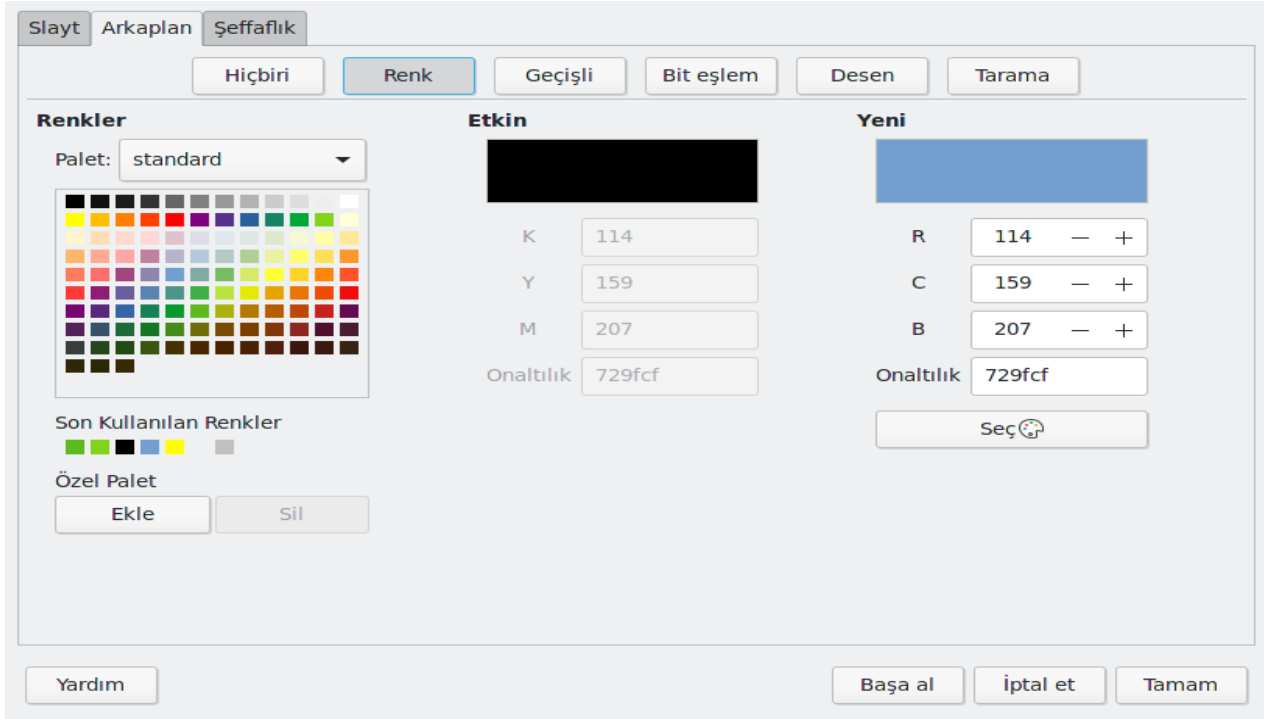 Slayt Arkaplan Şeffaflık
Hiçbiri Renk Geçişli Bit eşlem Desen Tarama
Renkler Etkin Yeni
Palet: standard
K 114 R 114
Y 159 C 159
M 207 B 207
Onaltılık 729fcf Onaltılık 729fcf
Son Kullanılan Renkler
Seç
Özel Palet
Ekle Sil
Yardım Başa al İptal et Tamam